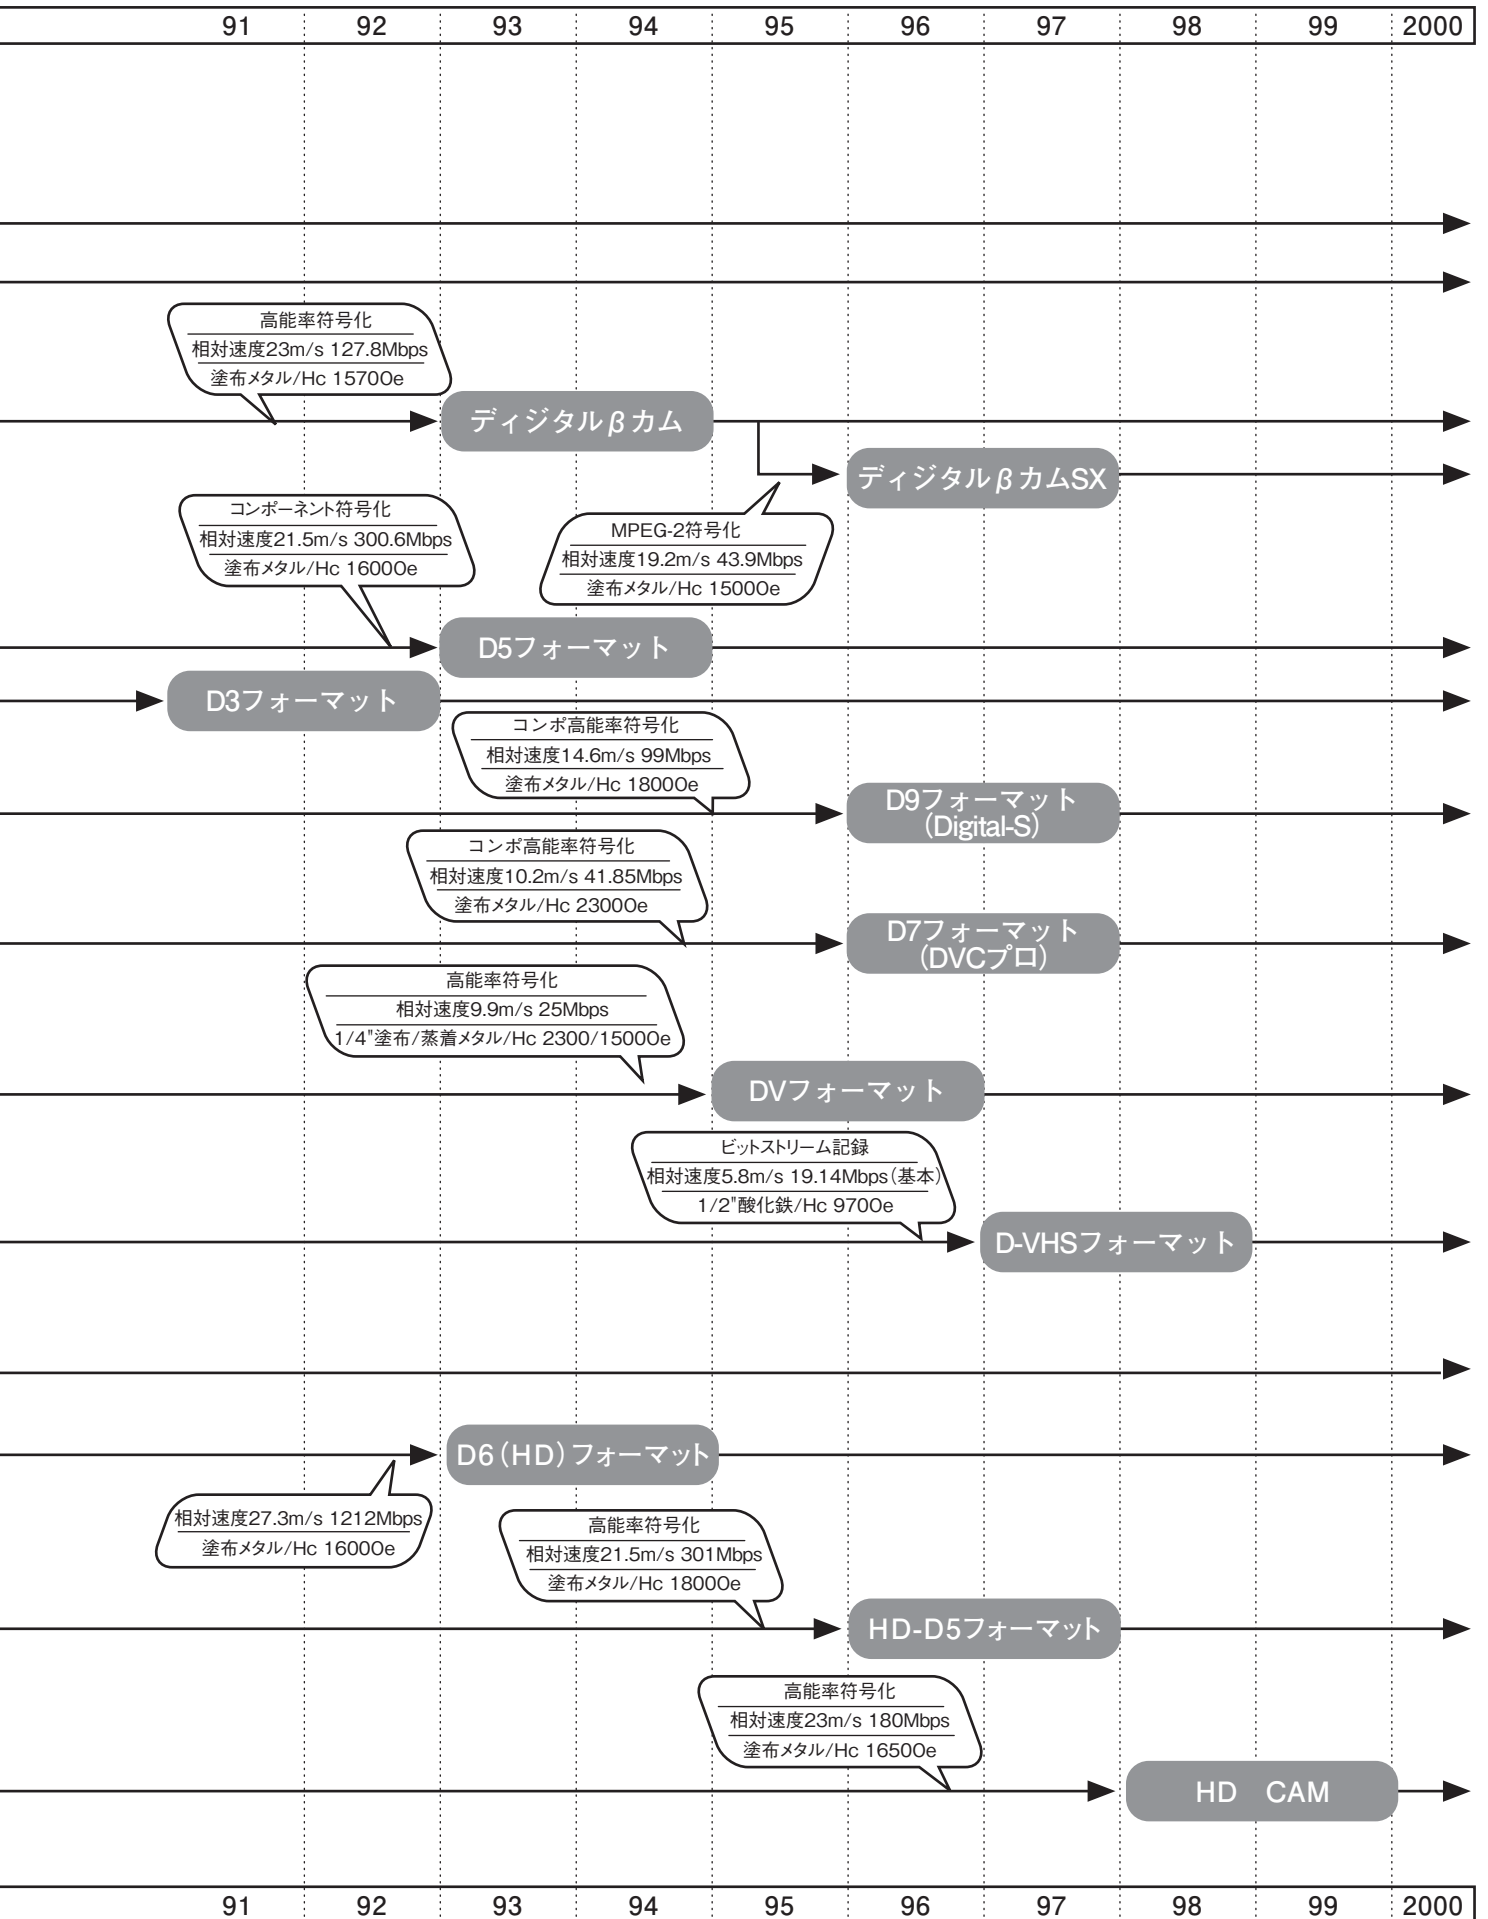 91 92 93 94 95 96 97 98 99 2000
高能率符号化
相対速度23m/s 127.8Mbps
塗布メタル/Hc 1570Oe
ディジタルβカム
ディジタルβカムSX
コンポーネント符号化
相対速度21.5m/s 300.6Mbps
塗布メタル/Hc 1600Oe
MPEG-2符号化
相対速度19.2m/s 43.9Mbps
塗布メタル/Hc 1500Oe
D5フォーマット
D3フォーマット
コンポ高能率符号化
相対速度14.6m/s 99Mbps
塗布メタル/Hc 1800Oe
D9フォーマット
(Digital-S)
コンポ高能率符号化
相対速度10.2m/s 41.85Mbps
塗布メタル/Hc 2300Oe
D7フォーマット
(DVCプロ)
高能率符号化
相対速度9.9m/s 25Mbps
1/4"塗布/蒸着メタル/Hc 2300/1500Oe
DVフォーマット
ビットストリーム記録
相対速度5.8m/s 19.14Mbps(基本)
1/2"酸化鉄/Hc 970Oe
D-VHSフォーマット
D6(HD)フォーマット
相対速度27.3m/s 1212Mbps
塗布メタル/Hc 1600Oe
高能率符号化
相対速度21.5m/s 301Mbps
塗布メタル/Hc 1800Oe
HD-D5フォーマット
高能率符号化
相対速度23m/s 180Mbps
塗布メタル/Hc 1650Oe
HD CAM
91 92 93 94 95 96 97 98 99 2000